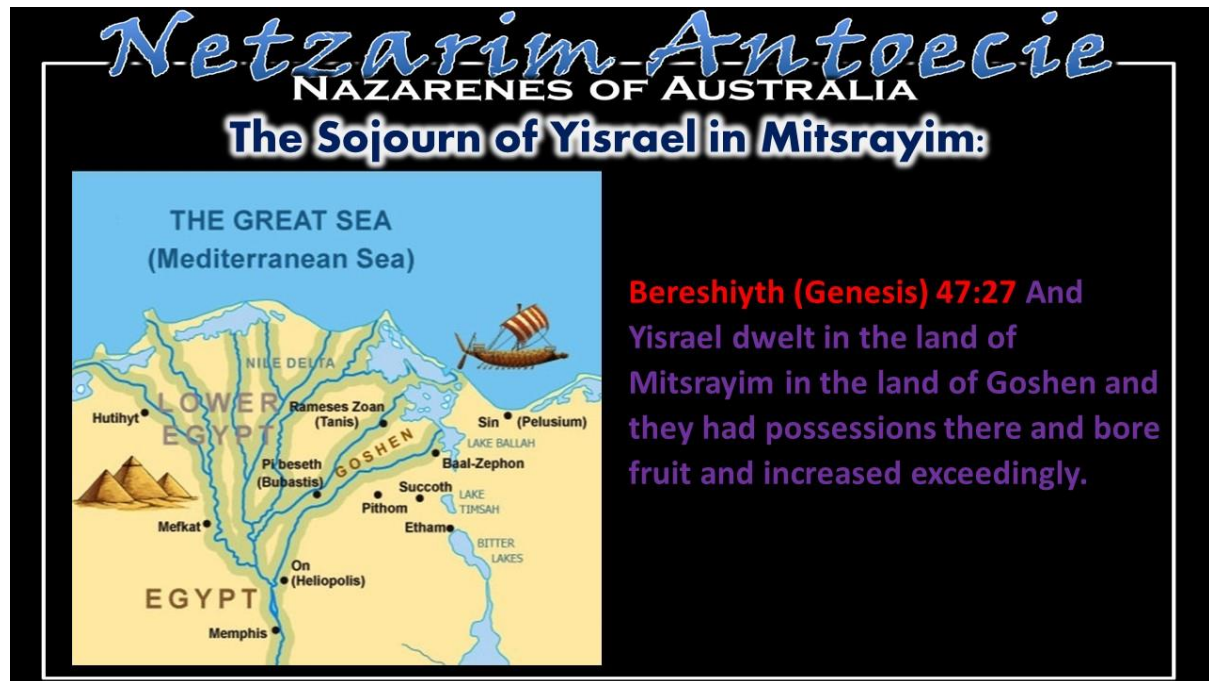 Netzarim Antoecie
NAZARENES OF AUSTRALIA
The Sojourn of Yisrael in Mitsrayim:
THE GREAT SEA
(Mediterranean Sea)
NILE DELTA
LOWER
EGYPT
Hutihyt
Rameses Zoan
(Tanis)
Sin (Pelusium)
LAKE BALLAH
GOSHEN
Baal-Zephon
Pi beseth
(Bubastis)
Succoth
Pithom
LAKE
TIMSAH
Etham
Mefkat
BITTER
LAKES
On
(Heliopolis)
EGYPT
Memphis
Bereshiyth (Genesis) 47:27 And
Yisrael dwelt in the land of
Mitsrayim in the land of Goshen and
they had possessions there and bore
fruit and increased exceedingly.